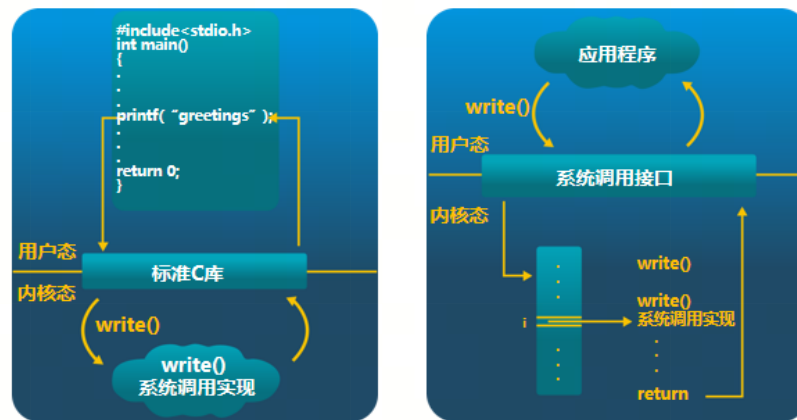 #include<stdio.h>
int main()
{
.
.
.
printf( “greetings” );
.
.
.
return 0;
}
用户态
标准C库
内核态
write()
write()
系统调用实现
应用程序
write()
用户态
系统调用接口
内核态
.
.
.
i
.
.
.
write()
write()
系统调用实现
.
.
.
return